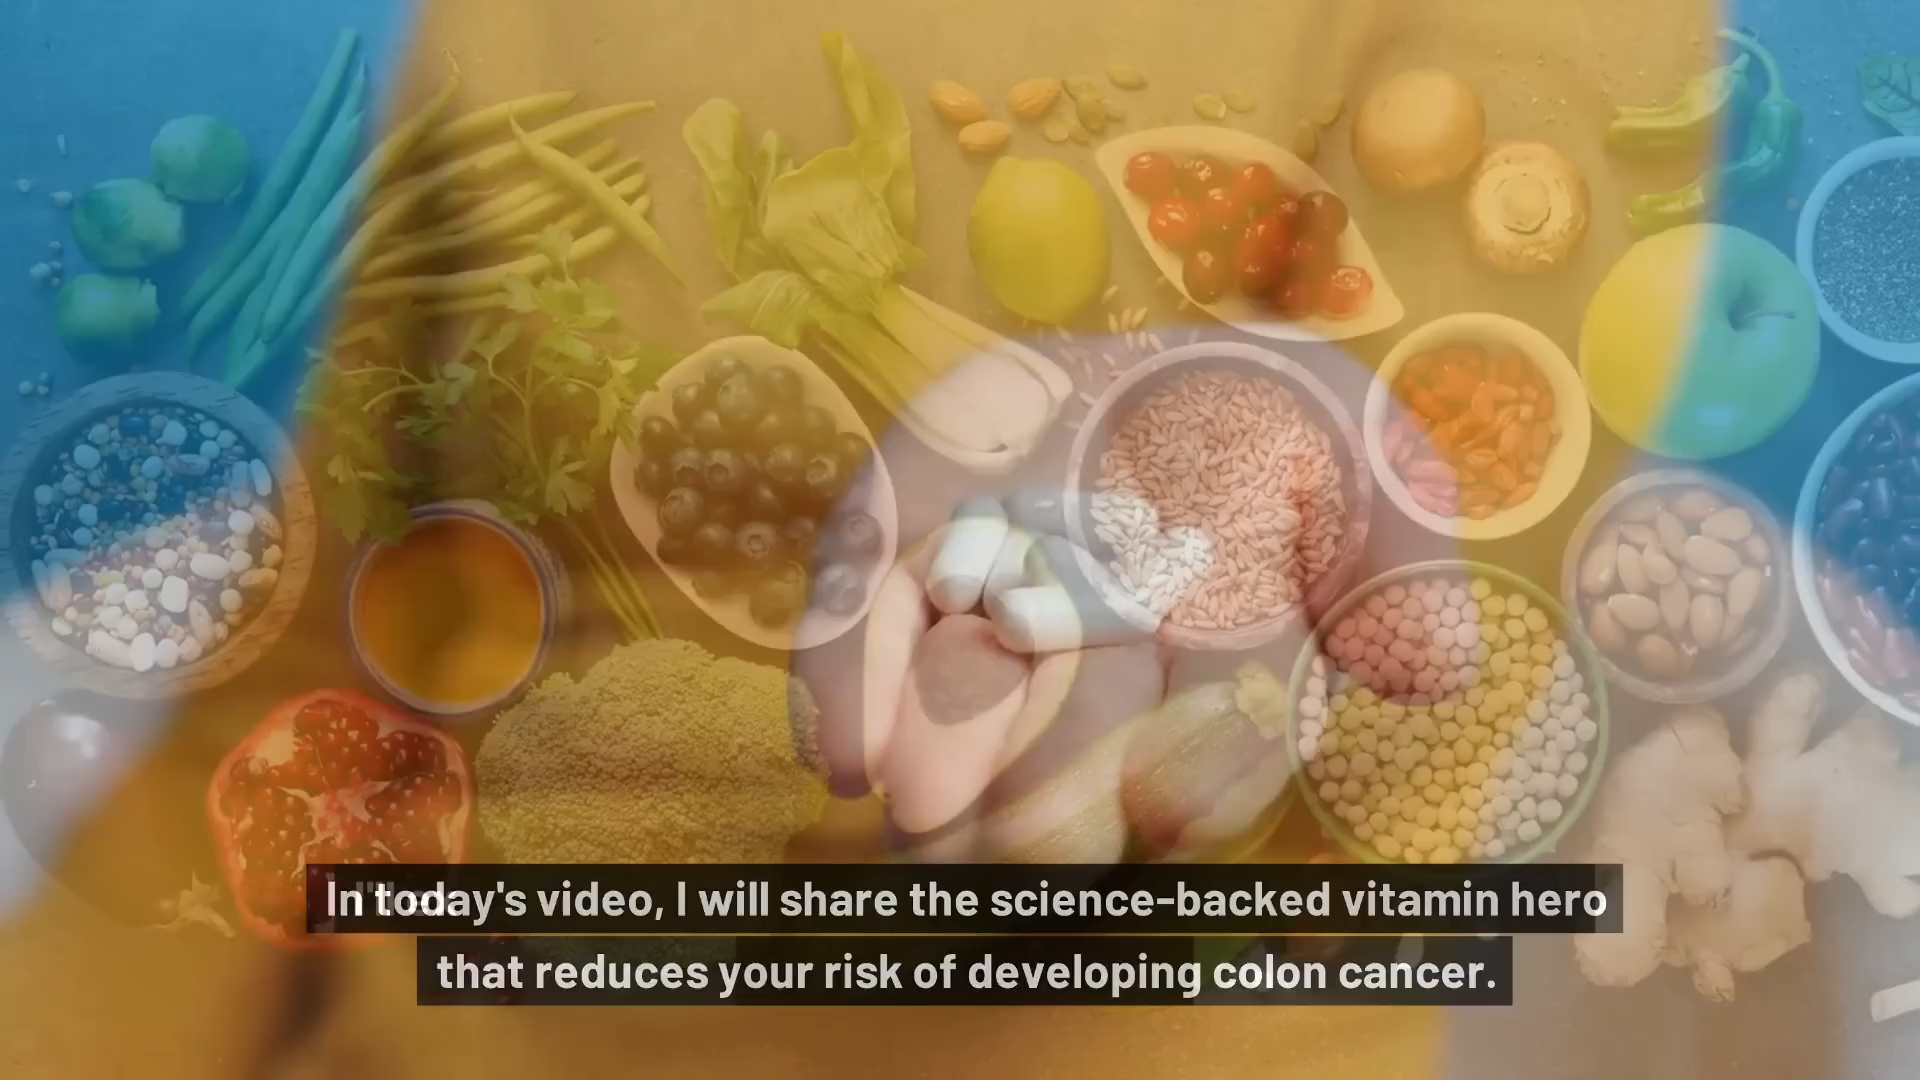 In today's video, I will share the science-backed vitamin hero
that reduces your risk of developing colon cancer.